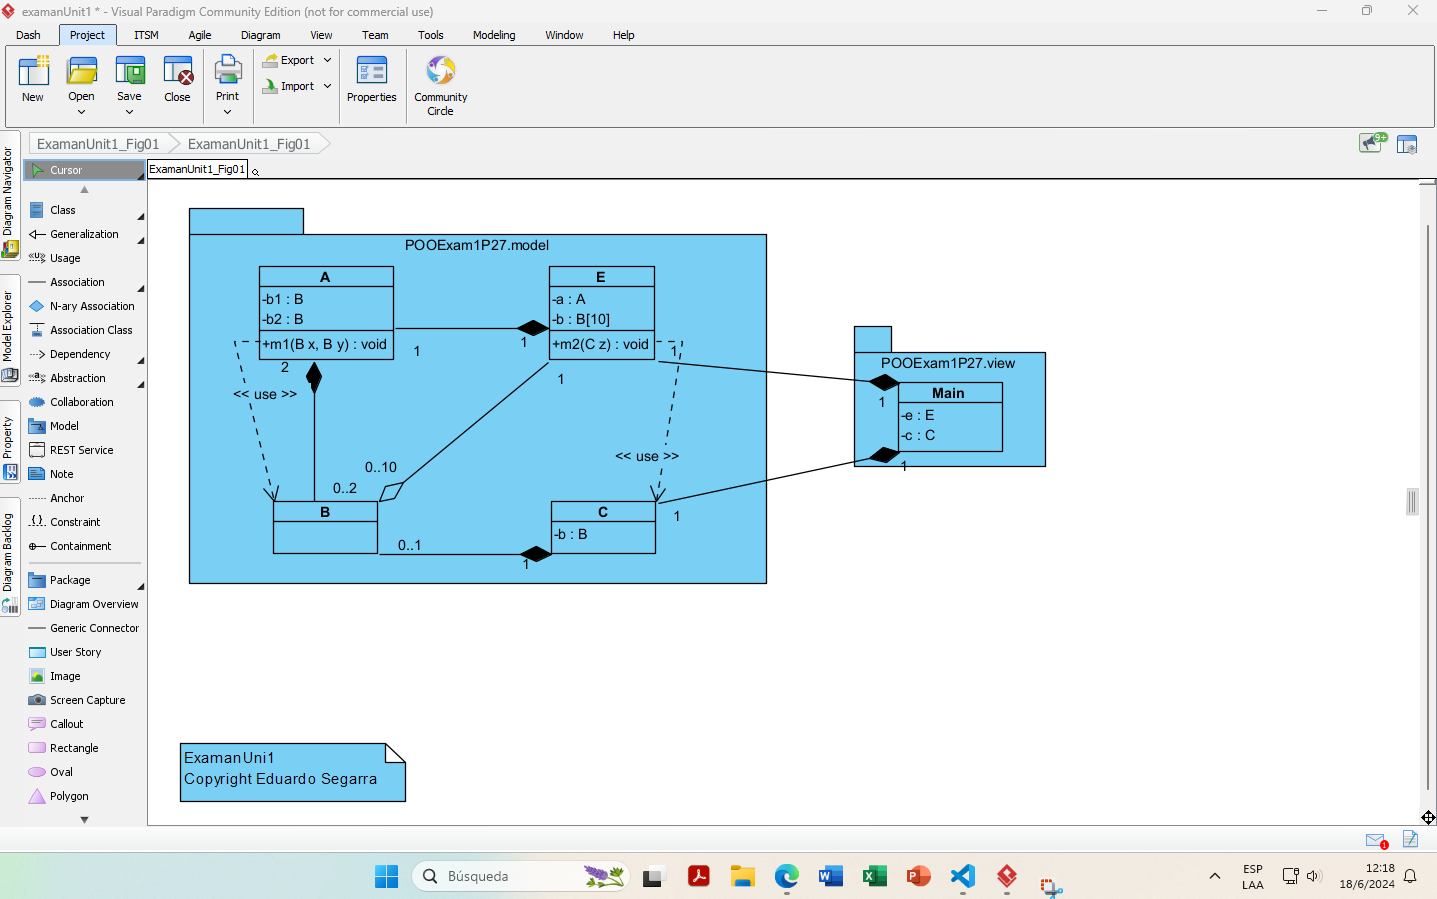 examanUnit1 * - Visual Paradigm Community Edition (not for commercial use)
Dash Project ITSM Agile Diagram View Team Tools Modeling Window Help
New Open Save Close Print Export Import Properties Community Circle
ExamanUnit1_Fig01 ExamanUnit1_Fig01
9+
Diagram Navigator
Model Explorer
Property
Diagram Backlog
Cursor
Class
Generalization
Usage
Association
N-ary Association
Association Class
Dependency
Abstraction
Collaboration
Model
REST Service
Note
Anchor
Constraint
Containment
Package
Diagram Overview
Generic Connector
User Story
Image
Screen Capture
Callout
Rectangle
Oval
Polygon
ExamanUnit1_Fig01
POOExam1P27.model
A
-b1 : B
-b2 : B
+m1(B x, B y) : void
E
-a : A
-b : B[10]
+m2(C z) : void
1
1
1
2
1
<< use >>
<< use >>
0..10
0..2
B
C
-b : B
0..1
1
1
POOExam1P27.view
Main
-e : E
-c : C
1
1
ExamanUni1
Copyright Eduardo Segarra
1
Búsqueda
ESP
LAA
12:18
18/6/2024